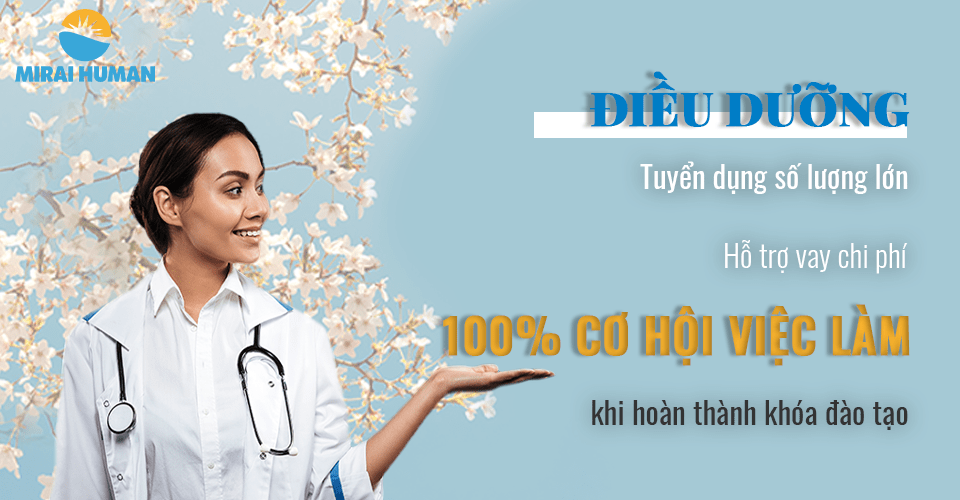 MIRAI HUMAN
ĐIỀU DƯỠNG
Tuyển dụng số lượng lớn
Hỗ trợ vay chi phí
100% CƠ HỘI VIỆC LÀM
khi hoàn thành khóa đào tạo